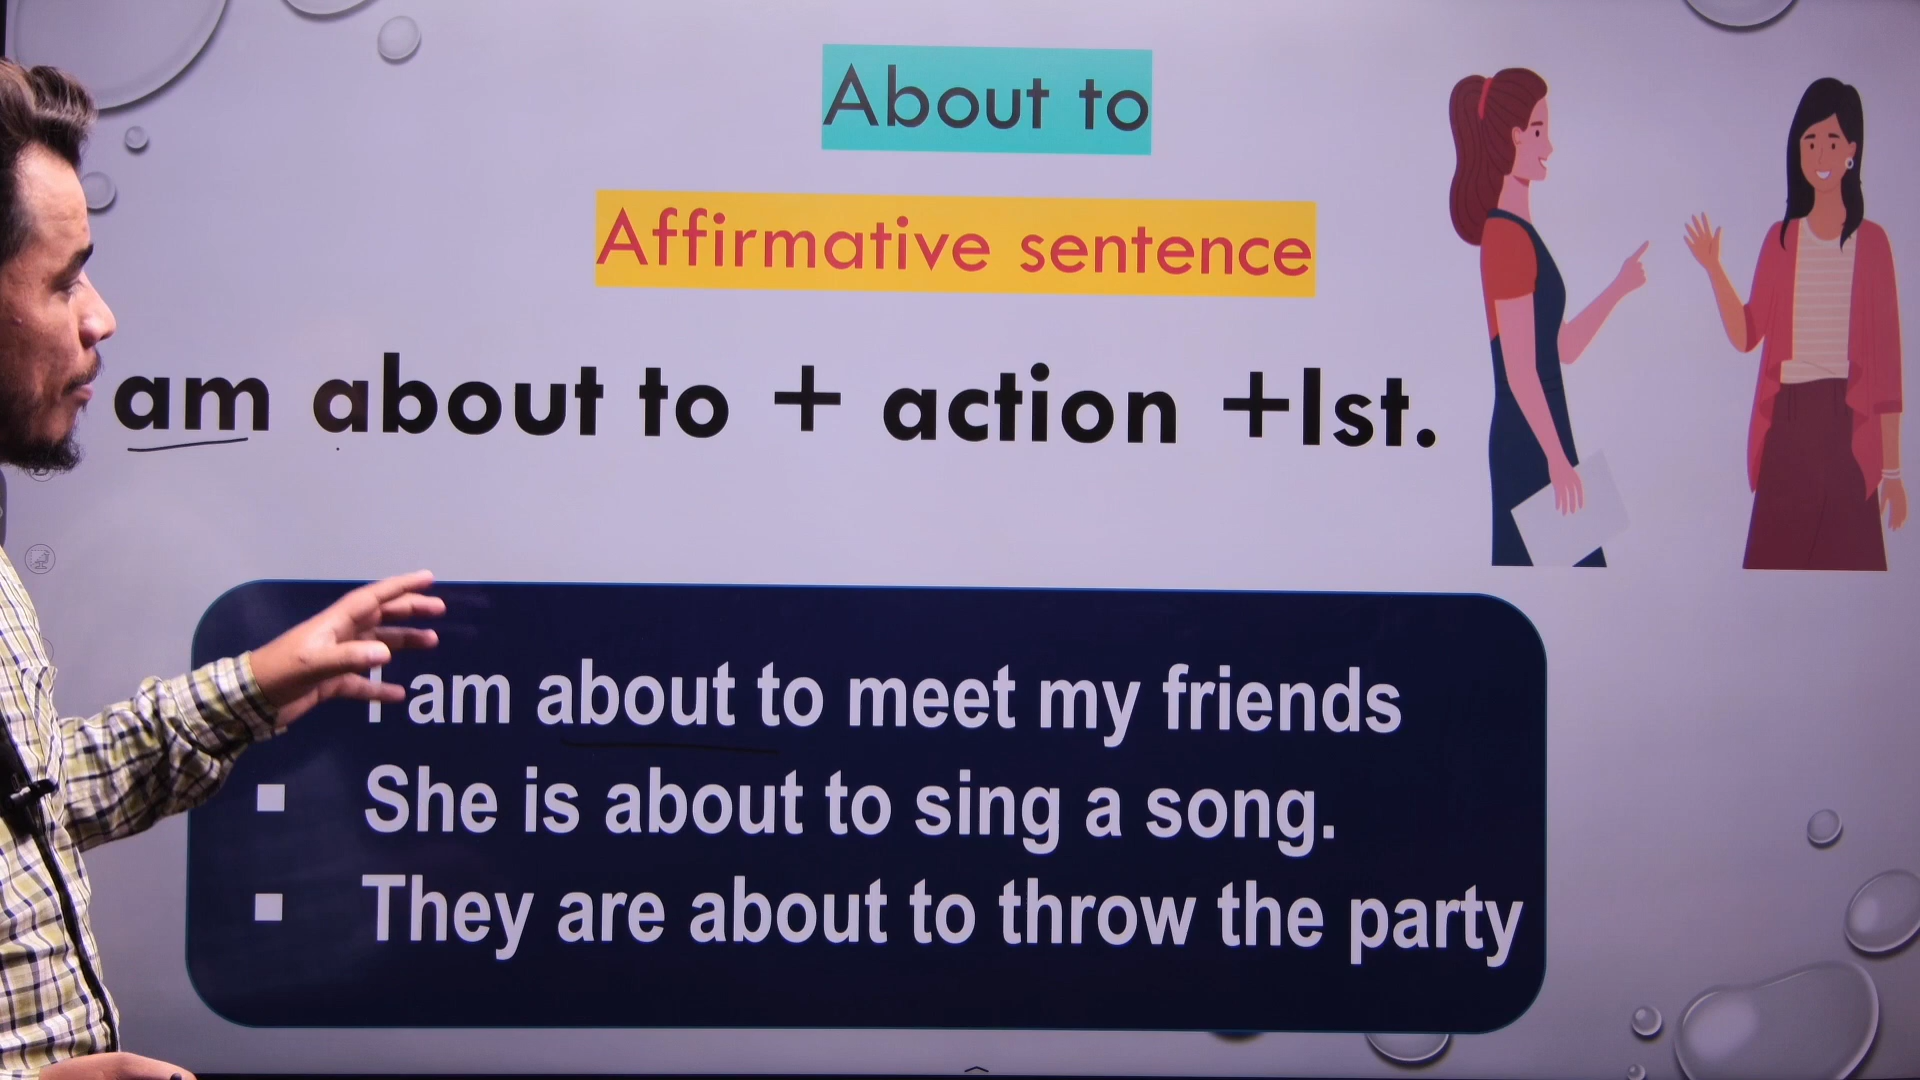 About to
Affirmative sentence
am about to + action +Ist.
I am about to meet my friends
▪ She is about to sing a song.
▪ They are about to throw the party